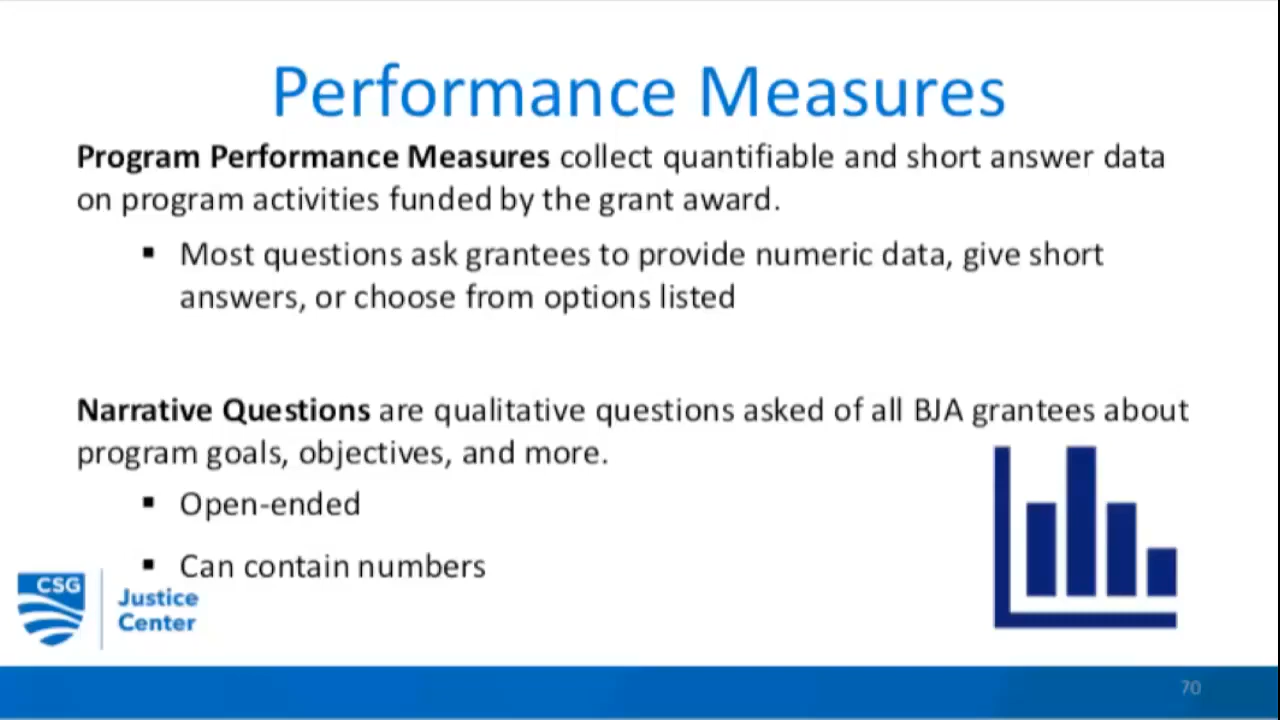 Performance Measures
Program Performance Measures collect quantifiable and short answer data
on program activities funded by the grant award.
▪ Most questions ask grantees to provide numeric data, give short
answers, or choose from options listed
Narrative Questions are qualitative questions asked of all BJA grantees about
program goals, objectives, and more.
▪ Open-ended
▪ Can contain numbers
CSG
Justice
Center
70